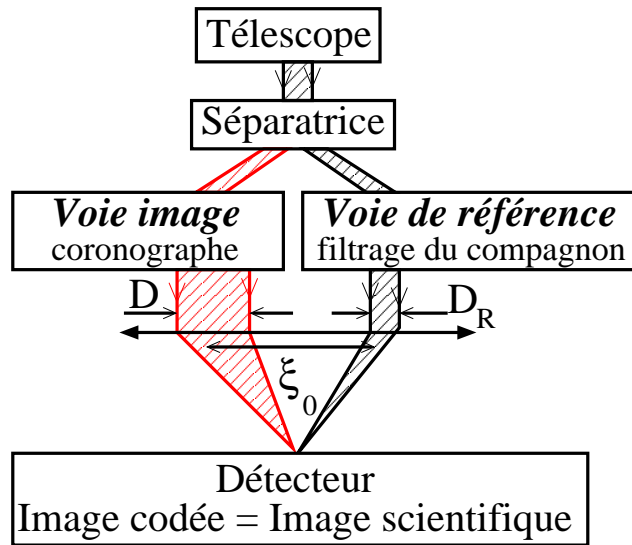 Télescope
Séparatrice
Voie image
coronographe
Voie de référence
filtrage du compagnon
D
D_R
ξ_0
Détecteur
Image codée = Image scientifique